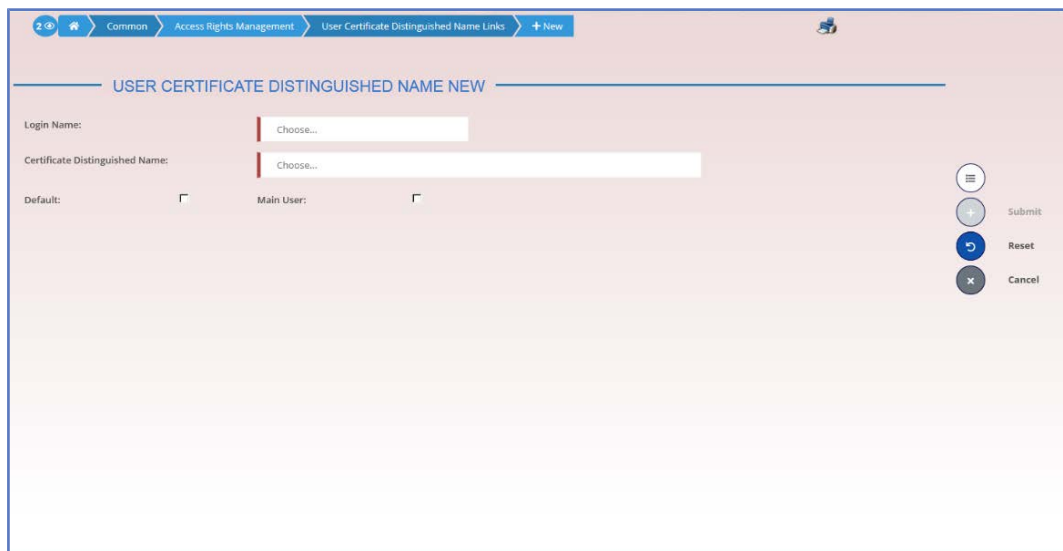 2 Common Access Rights Management User Certificate Distinguished Name Links + New
USER CERTIFICATE DISTINGUISHED NAME NEW
Login Name: Choose...
Certificate Distinguished Name: Choose...
Default: Main User:
Submit
Reset
Cancel